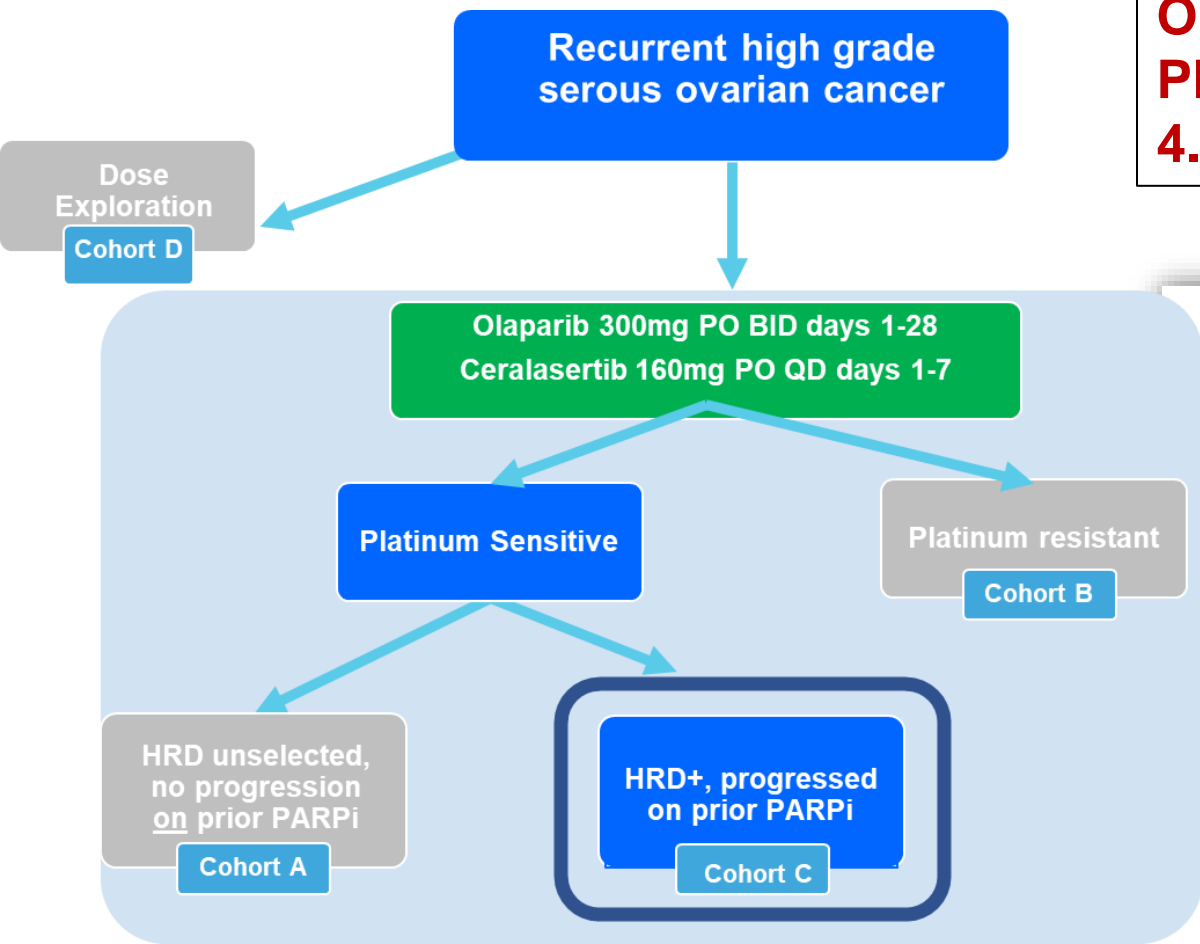 Recurrent high grade
serous ovarian cancer
4.
Dose
Exploration
Cohort D
Olaparib 300mg PO BID days 1-28
Ceralasertib 160mg PO QD days 1-7
Platinum Sensitive
Platinum resistant
Cohort B
HRD unselected,
no progression
on prior PARPi
Cohort A
HRD+, progressed
on prior PARPi
Cohort C